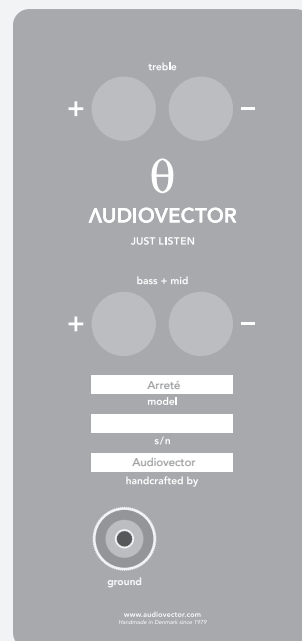 treble
+ −
θ
AUDIOVECTOR
JUST LISTEN
bass + mid
+ −
Arreté
model
s/n
Audiovector
handcrafted by
ground
www.audiovector.com
Handmade in Denmark since 1979